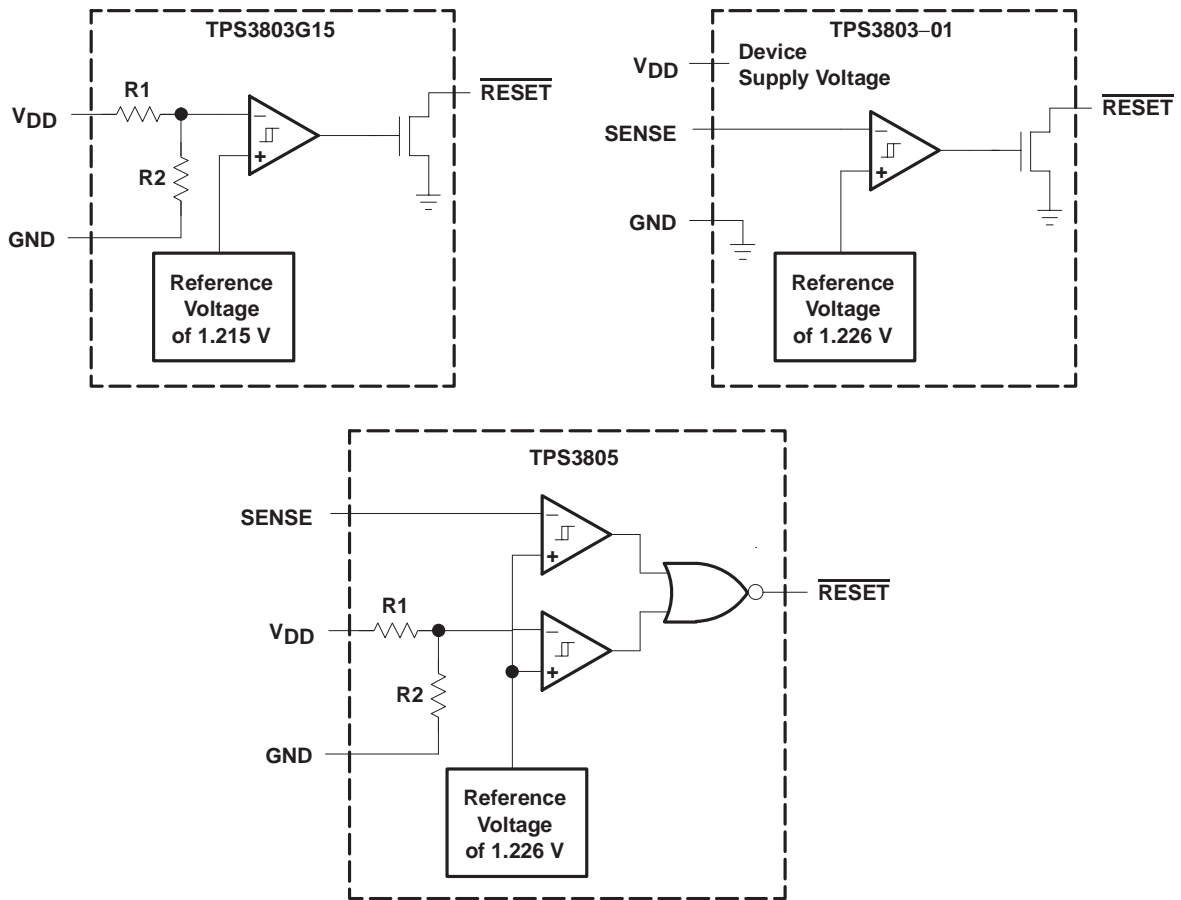 TPS3803G15
R1
VDD
R2
GND
RESET
−
+
Reference
Voltage
of 1.215 V
TPS3803−01
VDD
Device
Supply Voltage
SENSE
GND
RESET
−
+
Reference
Voltage
of 1.226 V
TPS3805
SENSE
−
+
R1
VDD
−
+
R2
GND
RESET
Reference
Voltage
of 1.226 V